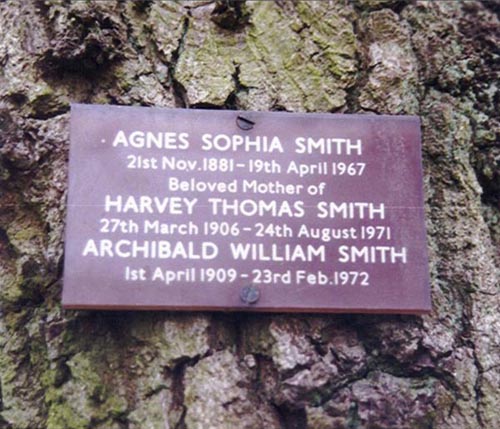 AGNES SOPHIA SMITH
21st Nov.1881-19th April 1967
Beloved Mother of
HARVEY THOMAS SMITH
27th March 1906-24th August 1971
ARCHIBALD WILLIAM SMITH
1st April 1909-23rd Feb.1972